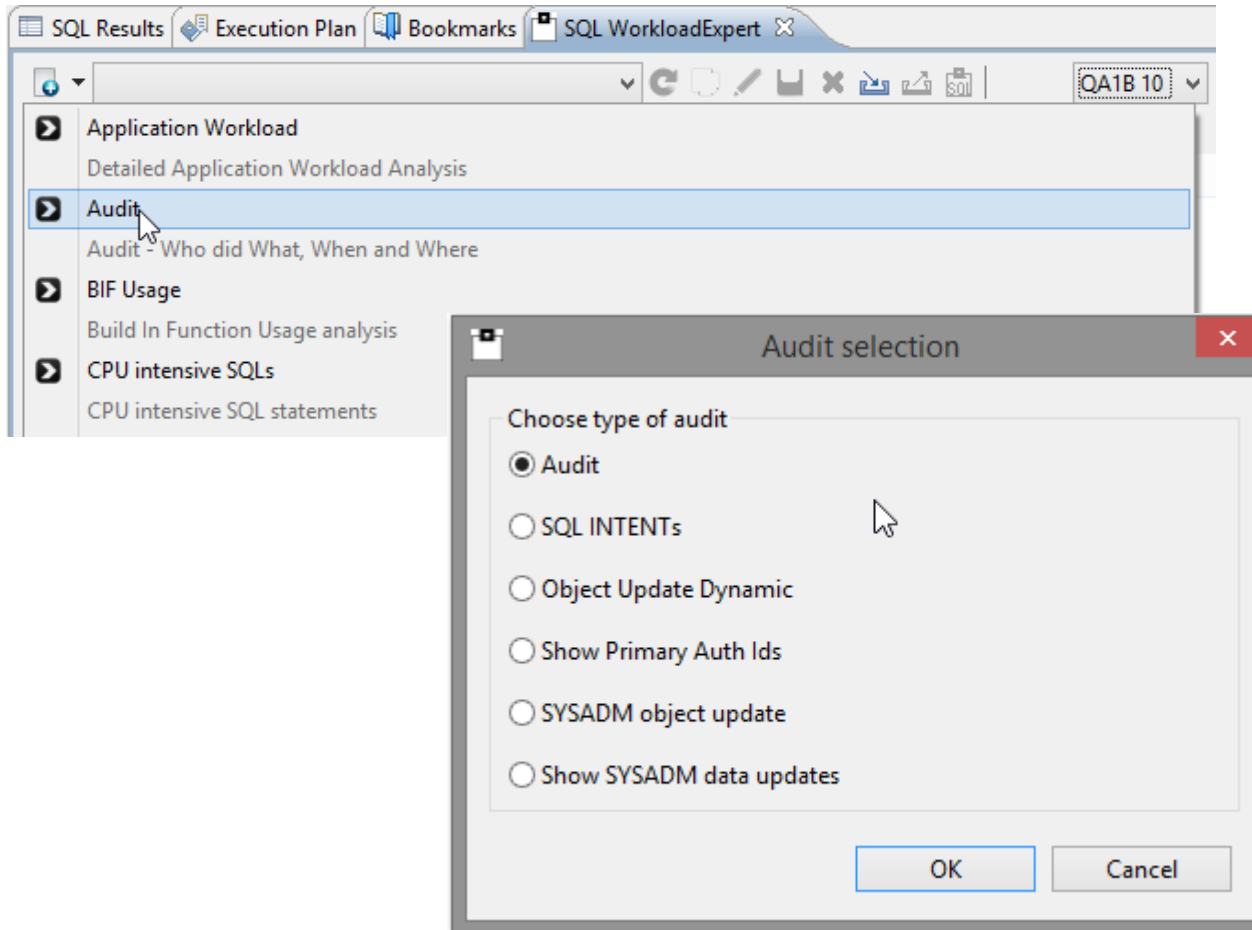 SQL Results Execution Plan Bookmarks SQL WorkloadExpert
SQL QA1B 10
Application Workload
Detailed Application Workload Analysis
Audit
Audit - Who did What, When and Where
BIF Usage
Build In Function Usage analysis
CPU intensive SQLs
CPU intensive SQL statements
Audit selection
Choose type of audit
Audit
SQL INTENTs
Object Update Dynamic
Show Primary Auth Ids
SYSADM object update
Show SYSADM data updates
OK Cancel